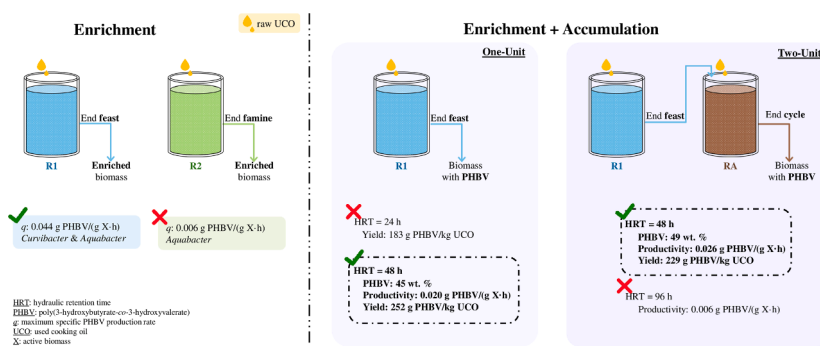 Enrichment
raw UCO
End feast
R1
Enriched
biomass
End famine
R2
Enriched
biomass
q: 0.044 g PHBV/(g X·h)
Curvibacter & Aquabacter
q: 0.006 g PHBV/(g X·h)
Aquabacter
HRT: hydraulic retention time
PHBV: poly(3-hydroxybutyrate-co-3-hydroxyvalerate)
q: maximum specific PHBV production rate
UCO: used cooking oil
X: active biomass
Enrichment + Accumulation
One-Unit
End feast
R1
Biomass
with PHBV
HRT = 24 h
Yield: 183 g PHBV/kg UCO
HRT = 48 h
PHBV: 45 wt. %
Productivity: 0.020 g PHBV/(g X·h)
Yield: 252 g PHBV/kg UCO
Two-Unit
End feast
R1
End cycle
RA
Biomass
with PHBV
HRT = 48 h
PHBV: 49 wt. %
Productivity: 0.026 g PHBV/(g X·h)
Yield: 229 g PHBV/kg UCO
HRT = 96 h
Productivity: 0.006 g PHBV/(g X·h)